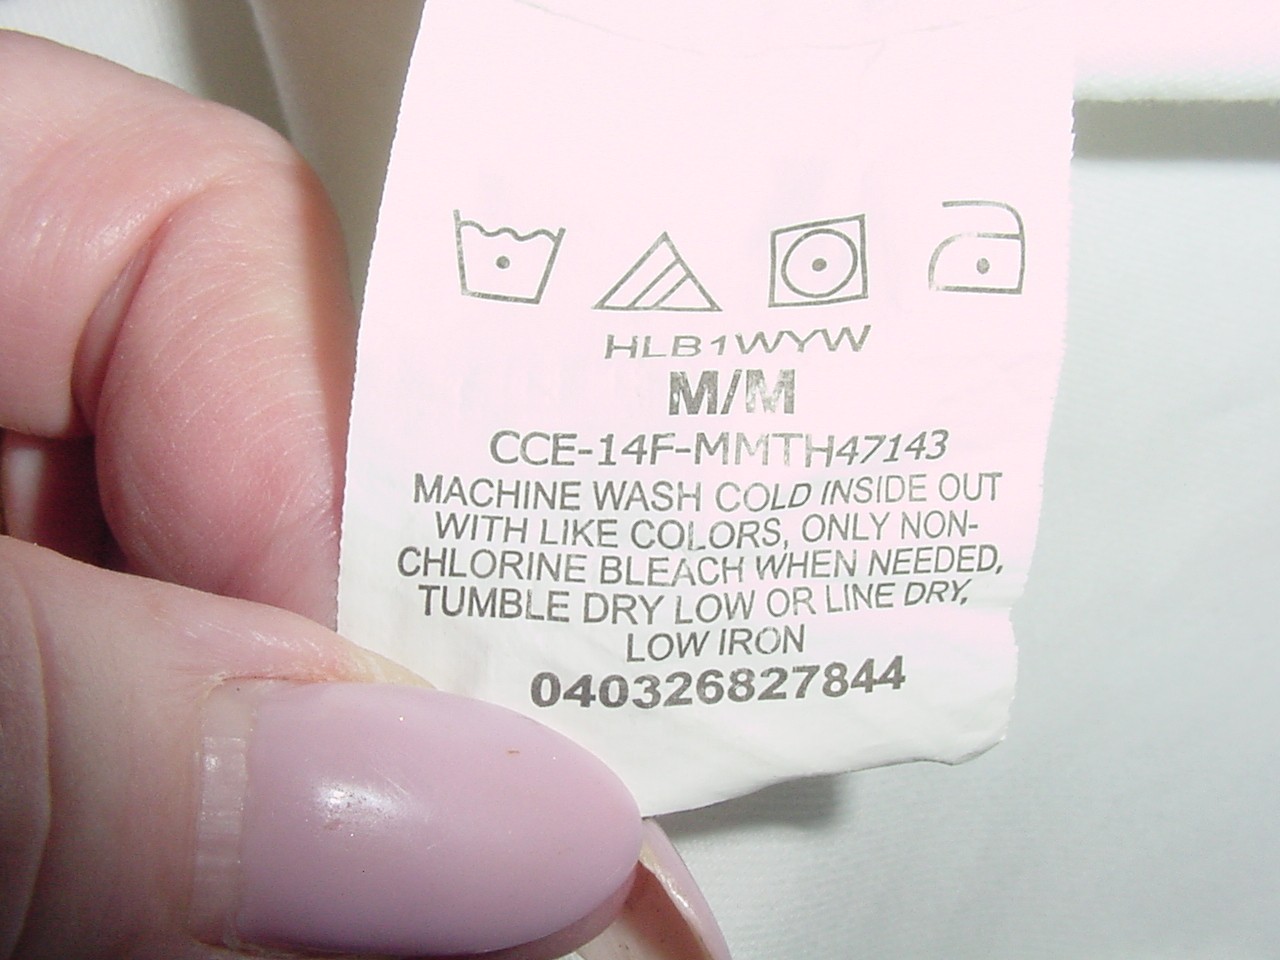 HLB1WYW
M/M
CCE-14F-MMTH47143
MACHINE WASH COLD INSIDE OUT
WITH LIKE COLORS, ONLY NON-
CHLORINE BLEACH WHEN NEEDED,
TUMBLE DRY LOW OR LINE DRY,
LOW IRON
040326827844